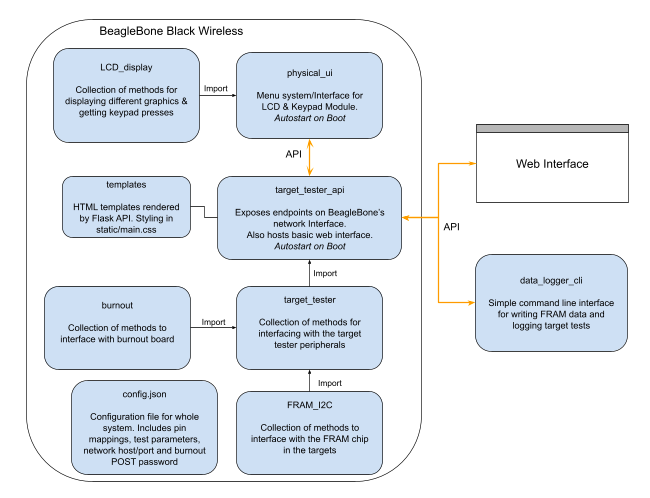 BeagleBone Black Wireless
LCD_display
Collection of methods for
displaying different graphics &
getting keypad presses
Import
physical_ui
Menu system/Interface for
LCD & Keypad Module.
Autostart on Boot
API
templates
HTML templates rendered
by Flask API. Styling in
static/main.css
target_tester_api
Exposes endpoints on BeagleBone's
network Interface.
Also hosts basic web interface.
Autostart on Boot
Import
burnout
Collection of methods to
interface with burnout board
Import
target_tester
Collection of methods for
interfacing with the target
tester peripherals
Import
config.json
Configuration file for whole
system. Includes pin
mappings, test parameters,
network host/port and burnout
POST password
FRAM_I2C
Collection of methods to
interface with the FRAM chip
in the targets
Web Interface
API
data_logger_cli
Simple command line interface
for writing FRAM data and
logging target tests